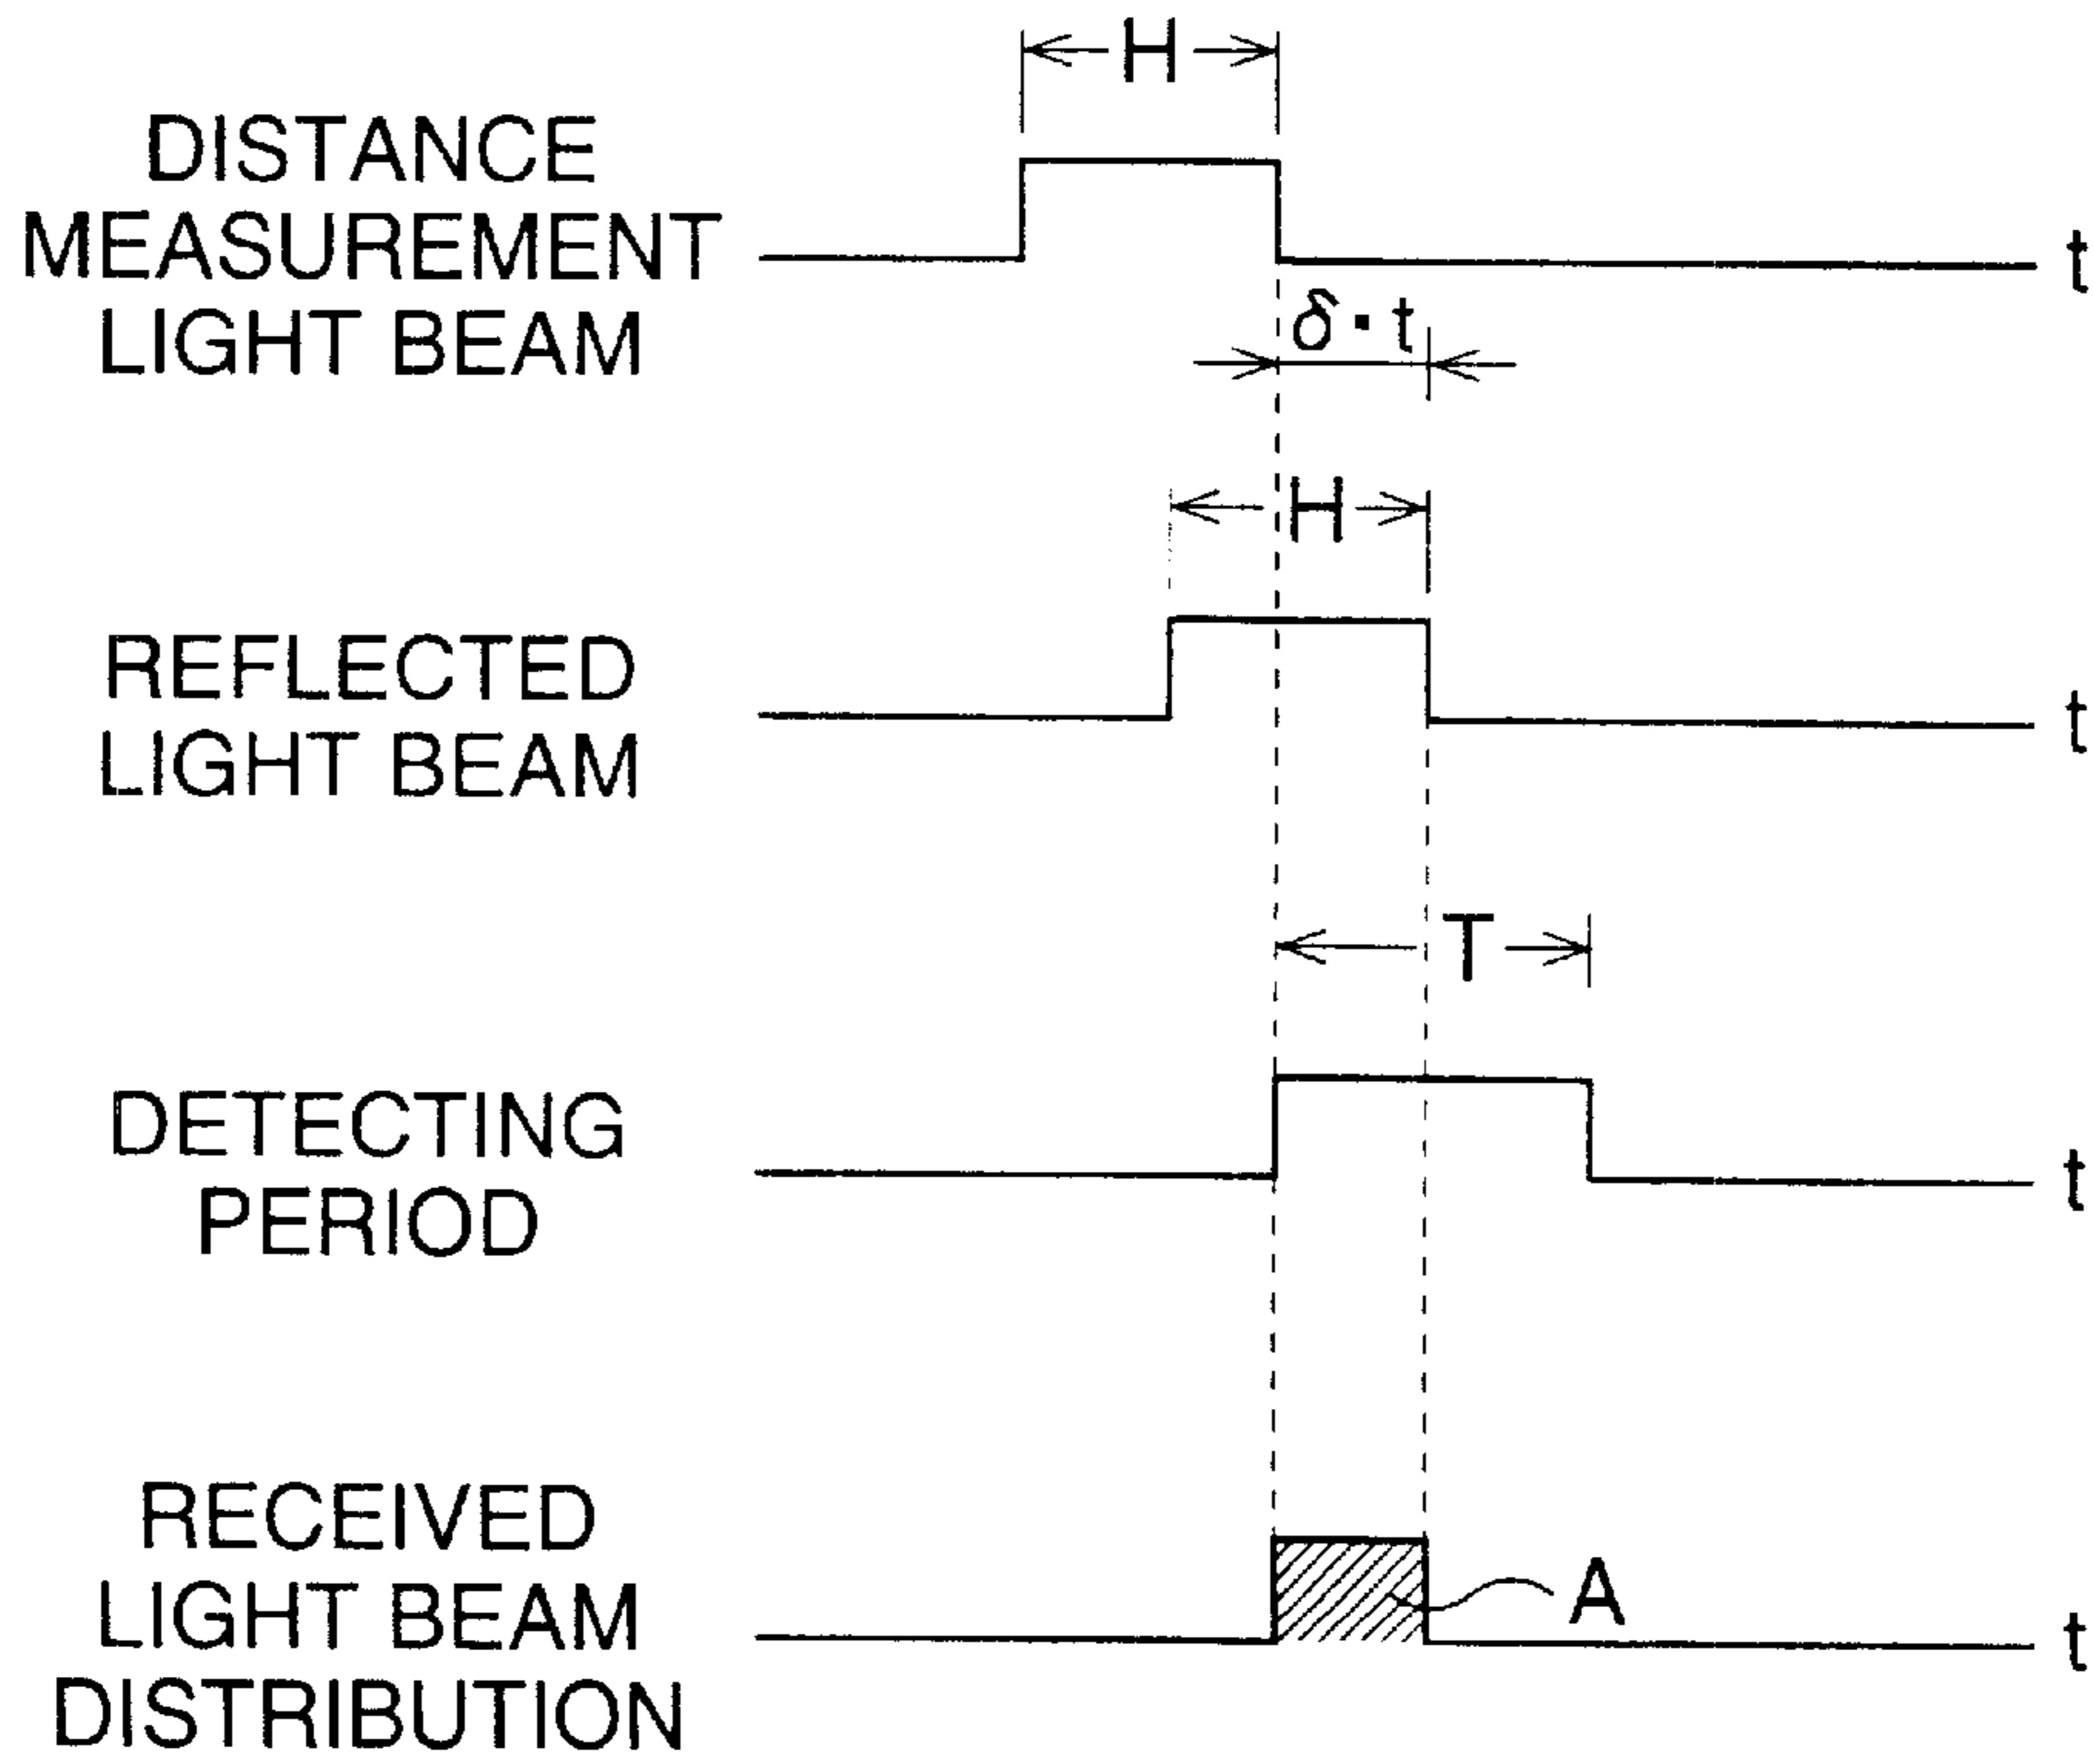 H
DISTANCE
MEASUREMENT
LIGHT BEAM
t
δ·t
H
REFLECTED
LIGHT BEAM
t
T
DETECTING
PERIOD
t
RECEIVED
LIGHT BEAM
DISTRIBUTION
A
t